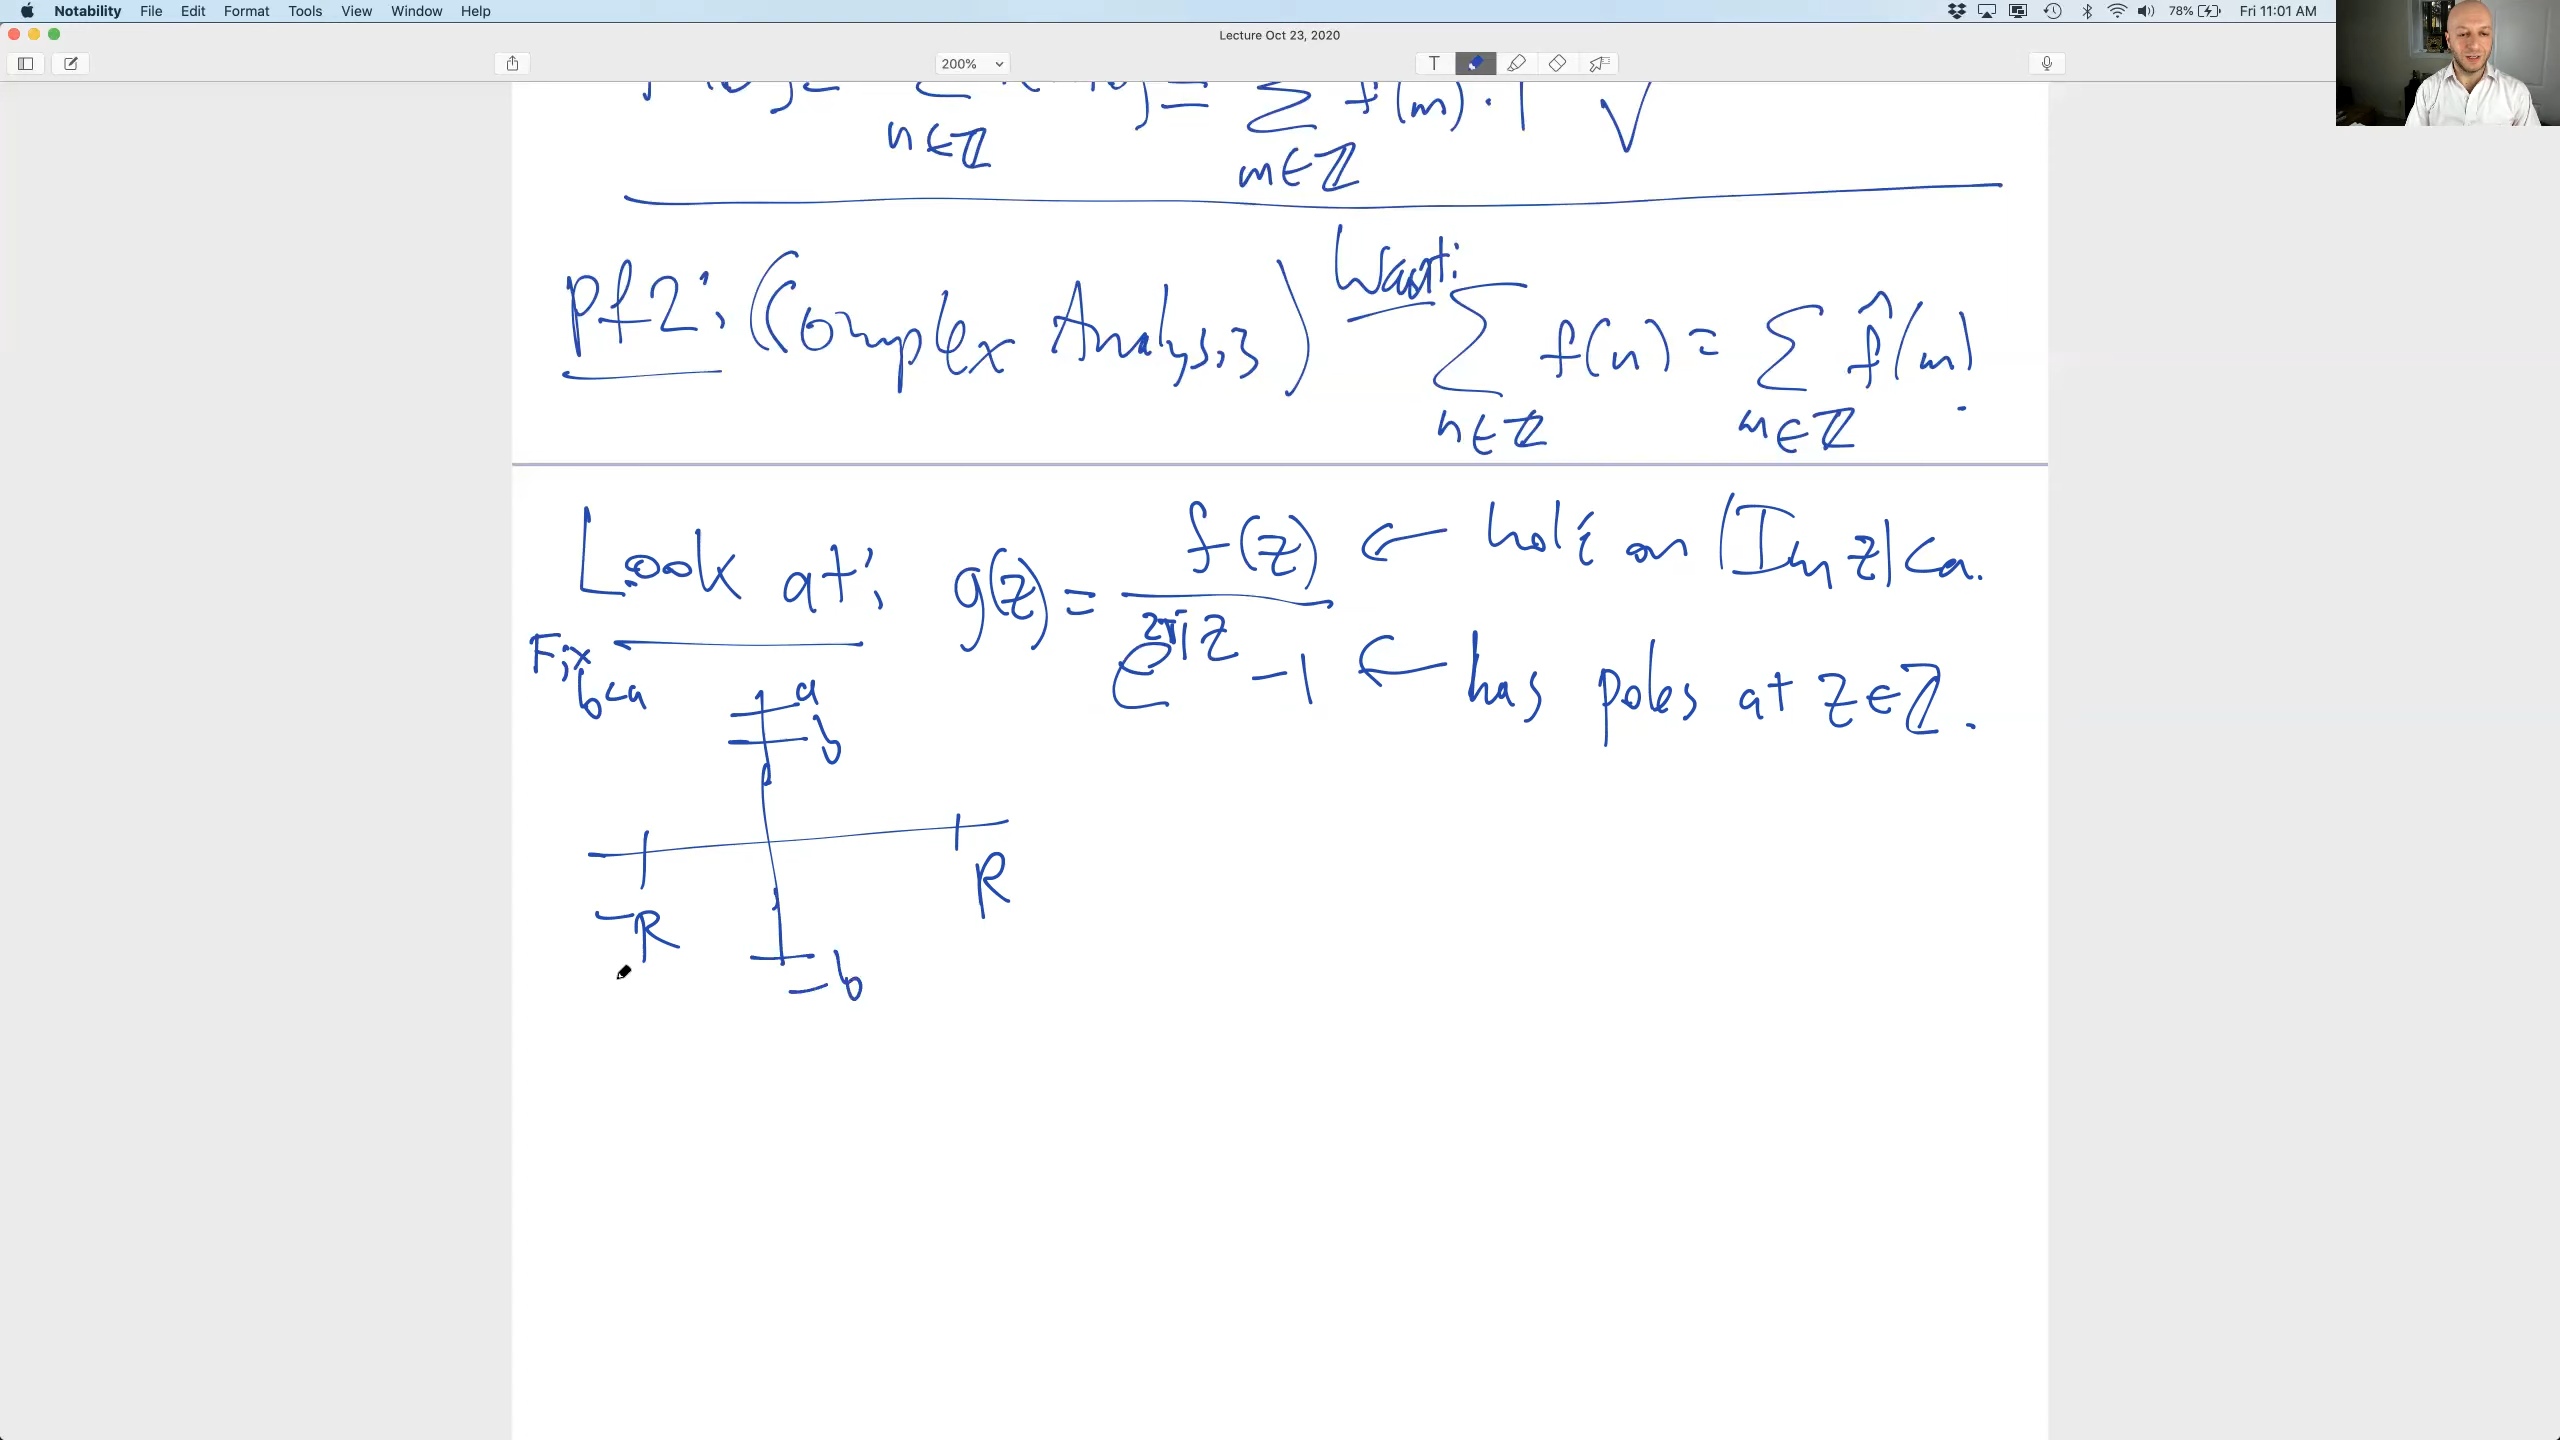 Notability File Edit Format Tools View Window Help 78% Fri 11:01 AM
Lecture Oct 23, 2020
200% T
n∈ℤ = ∑ f̂(m)·1 √
m∈ℤ
Pf2: (Complex Analysis) Want: ∑ f(n) = ∑ f̂(m).
n∈ℤ m∈ℤ
Look at: g(z) = f(z) ← hol'c on |Im z|<a.
e^{2πiz} -1 ← has poles at z∈ℤ.
Fix
b<a
a
b
R
-R
-b